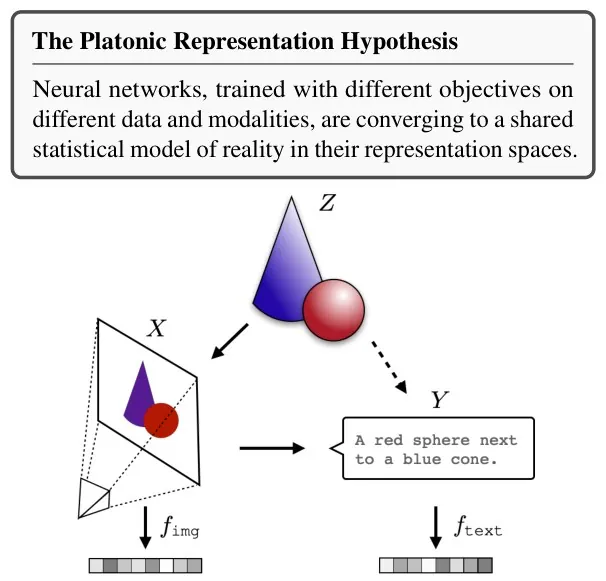 The Platonic Representation Hypothesis
Neural networks, trained with different objectives on
different data and modalities, are converging to a shared
statistical model of reality in their representation spaces.
Z
X
Y
A red sphere next
to a blue cone.
f_img
f_text